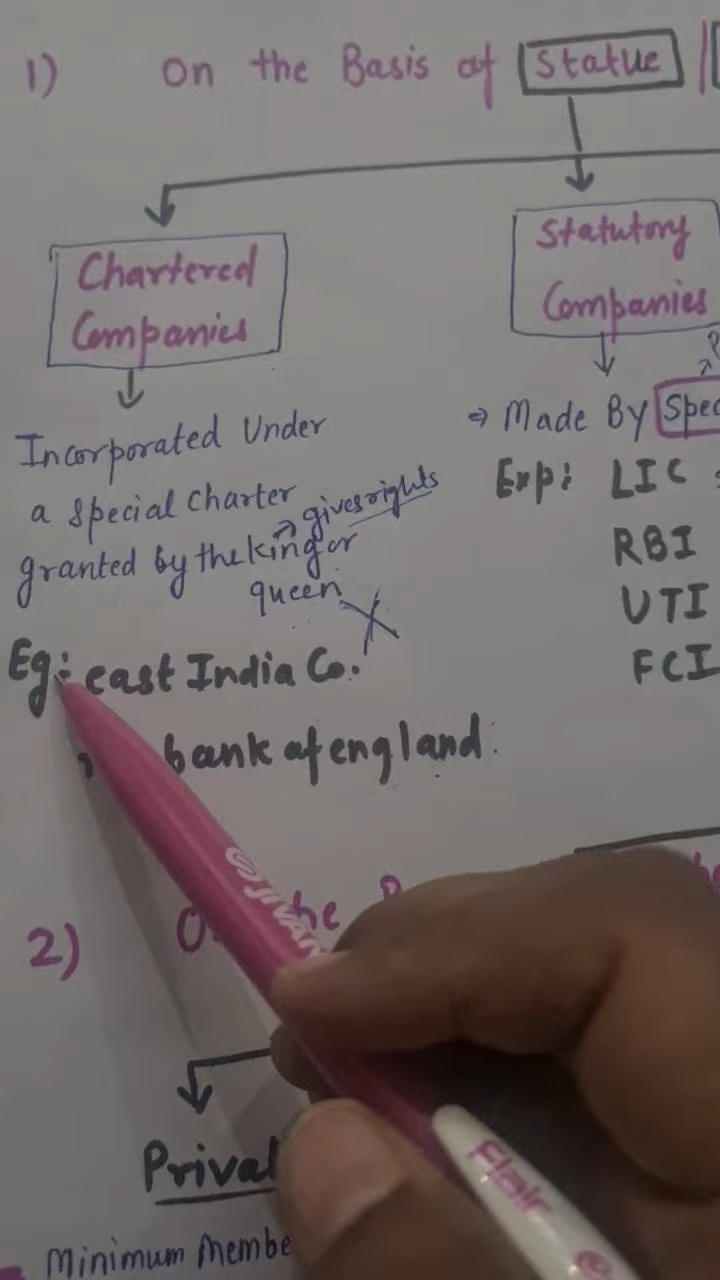 1) On the Basis of Statue
Chartered
Companies
Incorporated Under
a special charter
→ gives rights
granted by the king or
queen
Eg: east India Co.
bank of england.
Statutory
Companies
⇒ Made By Spec
Exp: LIC
RBI
UTI
FCI
2)
Privat
Minimum Membe
Flair